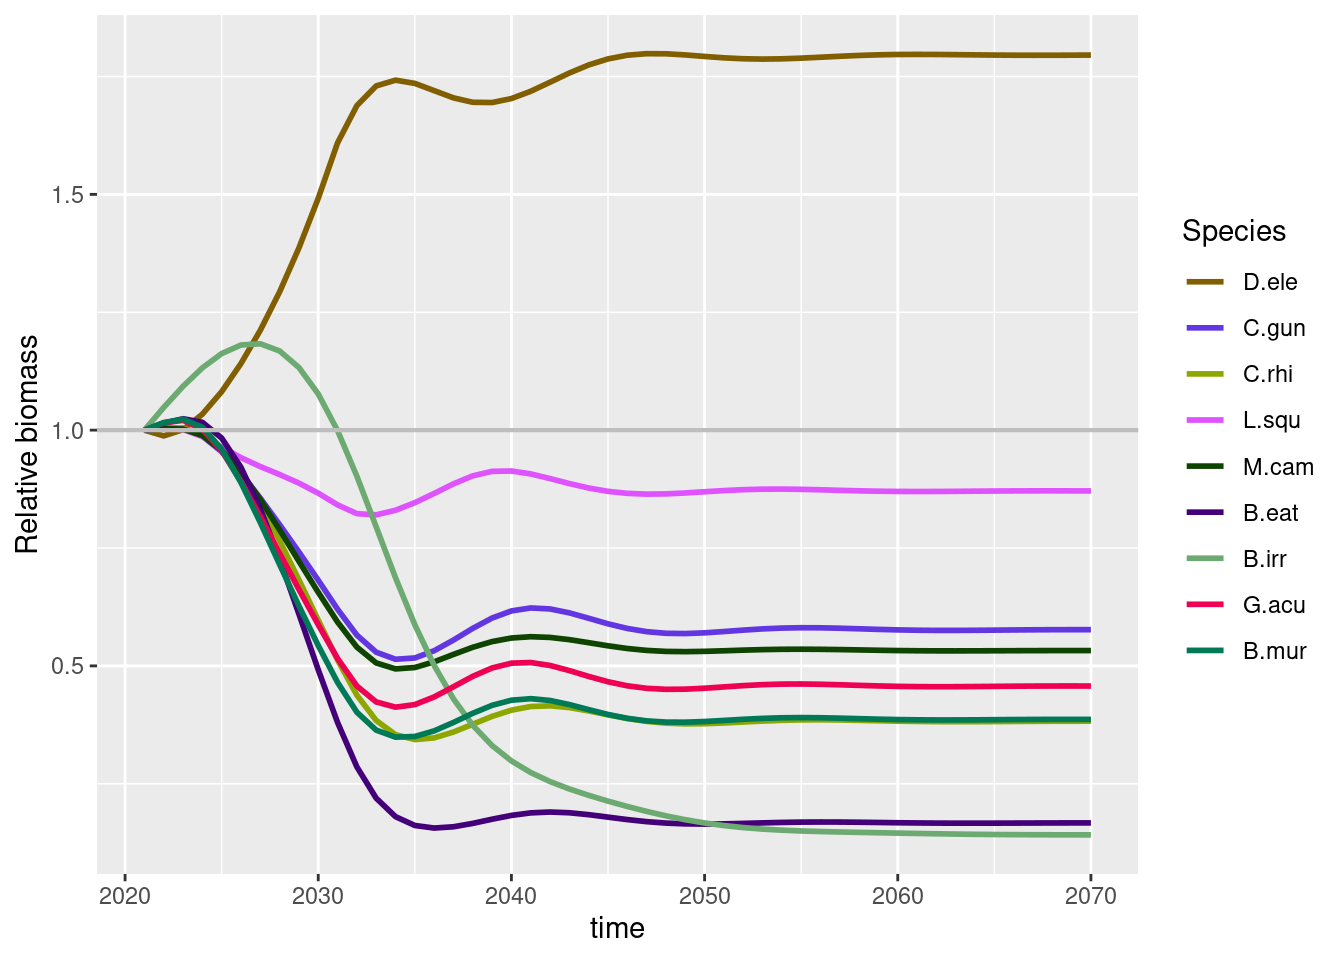 Relative biomass
1.5
1.0
0.5
2020 2030 2040 2050 2060 2070
time
Species
D.ele
C.gun
C.rhi
L.squ
M.cam
B.eat
B.irr
G.acu
B.mur